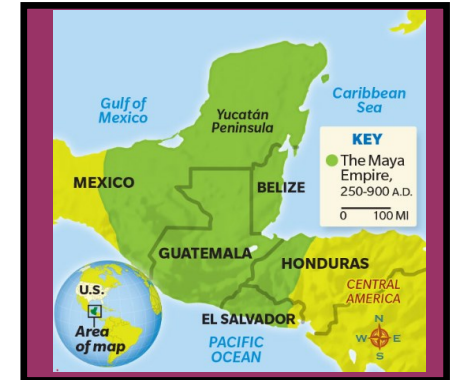 Gulf of
Mexico
Caribbean
Sea
Yucatán
Peninsula
KEY
The Maya
Empire,
250-900 A.D.
0 100 MI
MEXICO
BELIZE
GUATEMALA
HONDURAS
CENTRAL
AMERICA
U.S.
Area
of map
EL SALVADOR
PACIFIC
OCEAN
N
W E
S